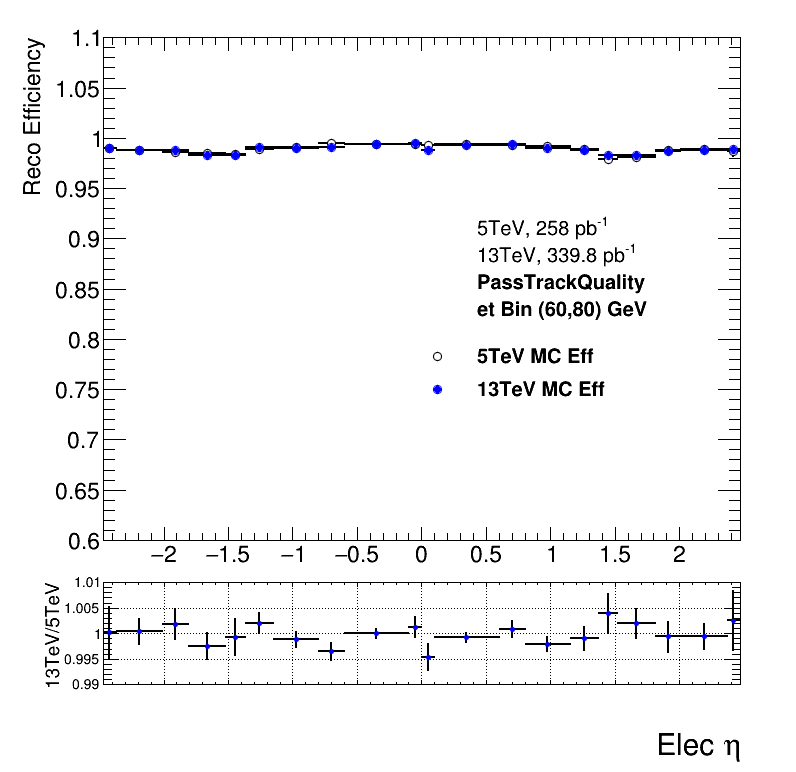 Reco Efficiency
1.1
1.05
1
0.95
0.9
0.85
0.8
0.75
0.7
0.65
0.6
5TeV, 258 pb⁻¹
13TeV, 339.8 pb⁻¹
PassTrackQuality
et Bin (60,80) GeV
5TeV MC Eff
13TeV MC Eff
−2 −1.5 −1 −0.5 0 0.5 1 1.5 2
13TeV/5TeV
1.01
1.005
1
0.995
0.99
Elec η